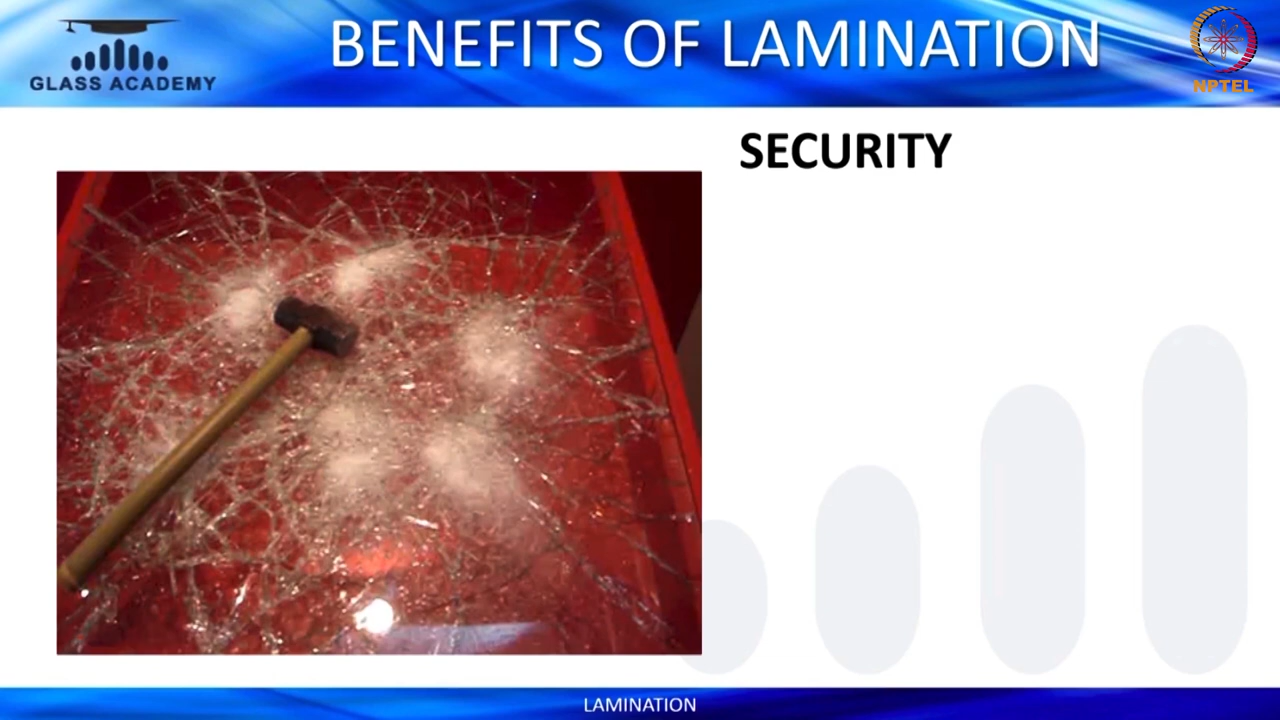 BENEFITS OF LAMINATION
GLASS ACADEMY
NPTEL
SECURITY
LAMINATION